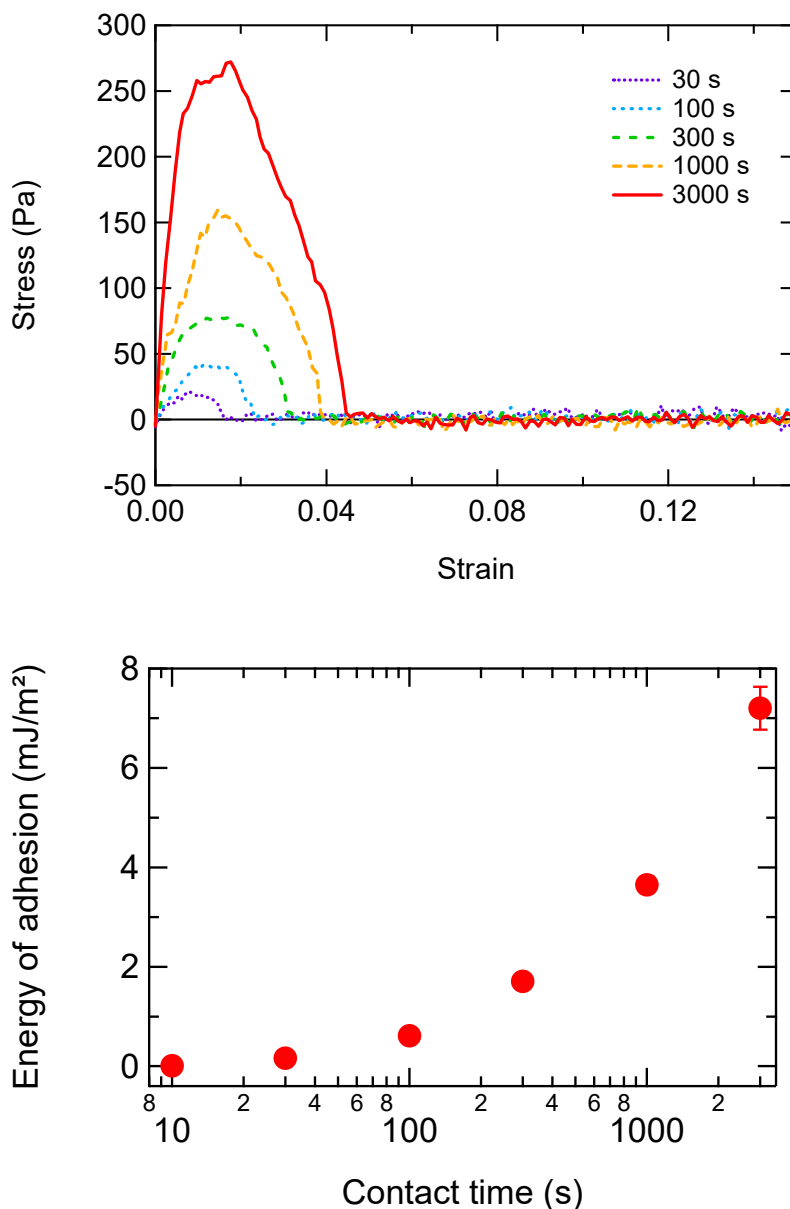 300
250
200
150
100
50
0
-50
Stress (Pa)
30 s
100 s
300 s
1000 s
3000 s
0.00
0.04
0.08
0.12
Strain
8
6
4
2
0
Energy of adhesion (mJ/m²)
8 2 4 6 8 2 4 6 8 2
10 100 1000
Contact time (s)